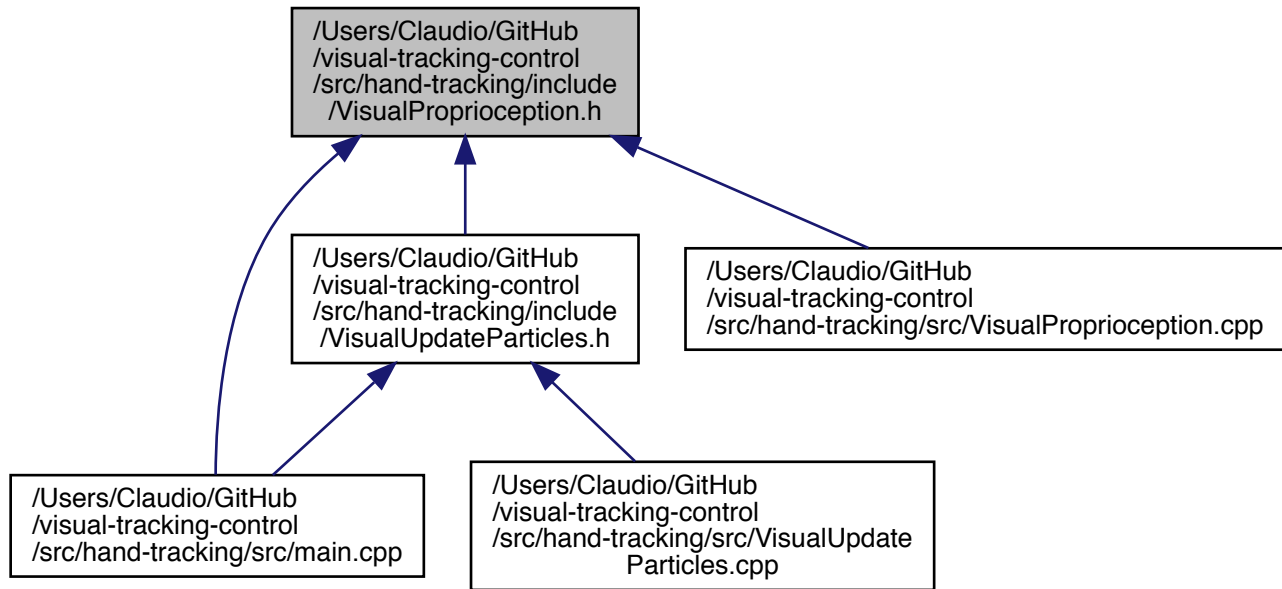 /Users/Claudio/GitHub
/visual-tracking-control
/src/hand-tracking/include
/VisualProprioception.h
/Users/Claudio/GitHub
/visual-tracking-control
/src/hand-tracking/include
/VisualUpdateParticles.h
/Users/Claudio/GitHub
/visual-tracking-control
/src/hand-tracking/src/VisualProprioception.cpp
/Users/Claudio/GitHub
/visual-tracking-control
/src/hand-tracking/src/main.cpp
/Users/Claudio/GitHub
/visual-tracking-control
/src/hand-tracking/src/VisualUpdate
Particles.cpp